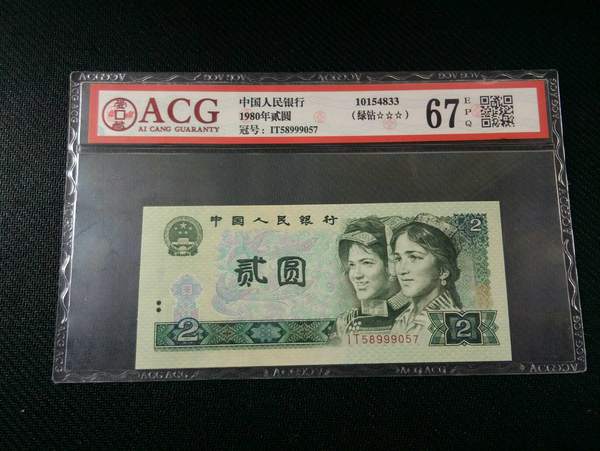 ACG
AI CANG GUARANTY
中国人民银行
1980年贰圆
冠号：IT58999057
10154833
（绿钻☆☆☆）
67
EPQ
中国人民银行
贰圆
2
2
2
IT58999057